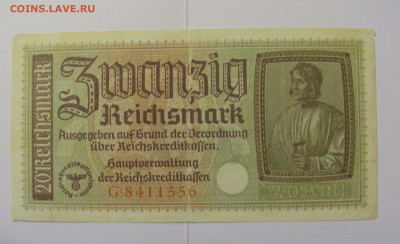 COINS.LAVE.RU
Zwanzig
Reichsmark
Ausgegeben auf Grund der Verordnung
über Reichskreditkassen.
Hauptverwaltung
der Reichskreditkassen
G·8411556
20 Reichsmark